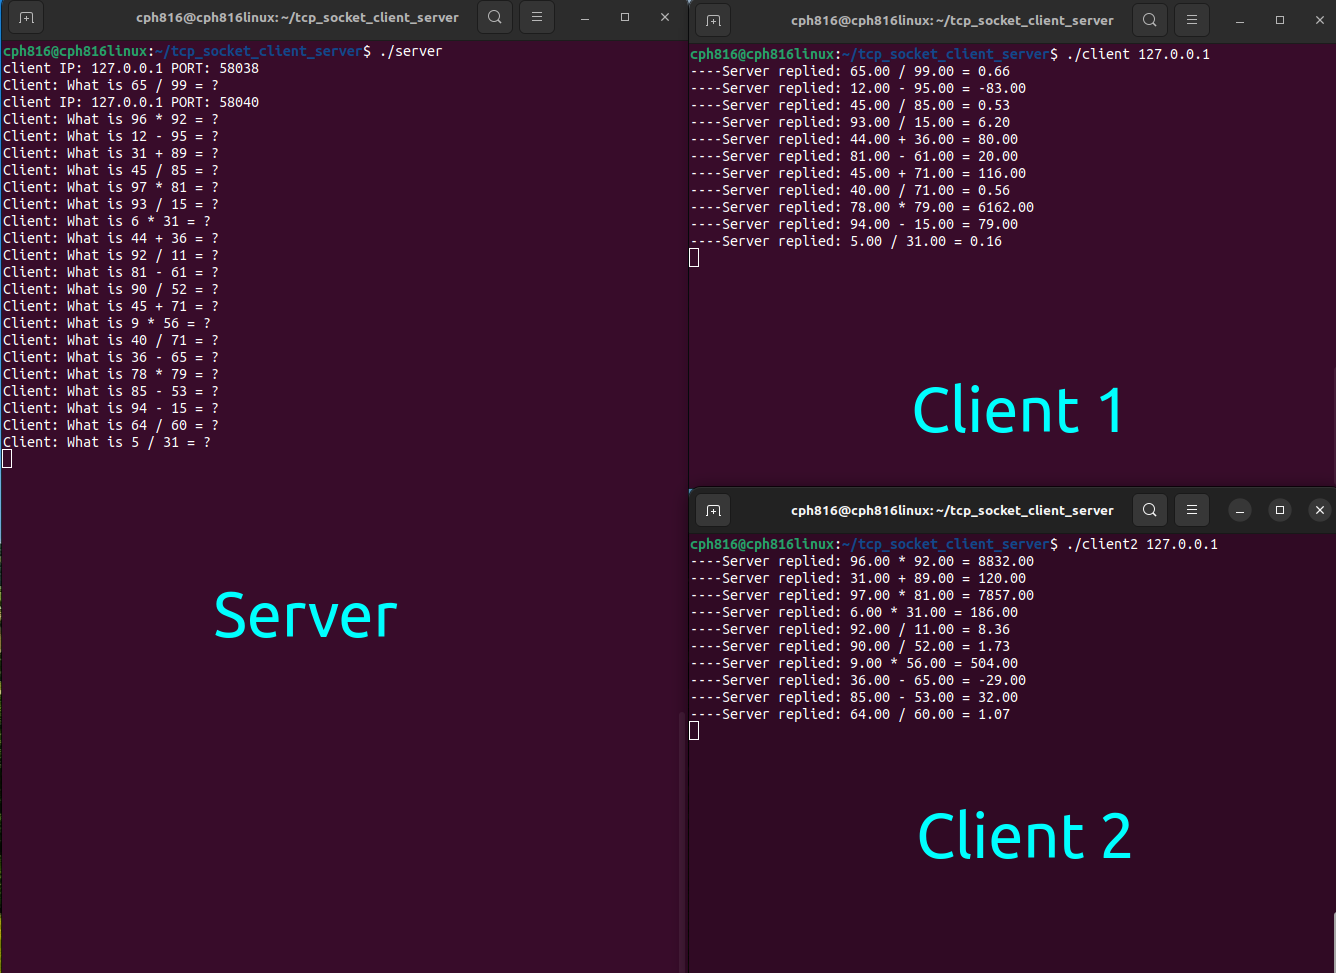 cph816@cph816linux: ~/tcp_socket_client_server
cph816@cph816linux:~/tcp_socket_client_server$ ./server
client IP: 127.0.0.1 PORT: 58038
Client: What is 65 / 99 = ?
client IP: 127.0.0.1 PORT: 58040
Client: What is 96 * 92 = ?
Client: What is 12 - 95 = ?
Client: What is 31 + 89 = ?
Client: What is 45 / 85 = ?
Client: What is 97 * 81 = ?
Client: What is 93 / 15 = ?
Client: What is 6 * 31 = ?
Client: What is 44 + 36 = ?
Client: What is 92 / 11 = ?
Client: What is 81 - 61 = ?
Client: What is 90 / 52 = ?
Client: What is 45 + 71 = ?
Client: What is 9 * 56 = ?
Client: What is 40 / 71 = ?
Client: What is 36 - 65 = ?
Client: What is 78 * 79 = ?
Client: What is 85 - 53 = ?
Client: What is 94 - 15 = ?
Client: What is 64 / 60 = ?
Client: What is 5 / 31 = ?
Server
cph816@cph816linux: ~/tcp_socket_client_server
cph816@cph816linux:~/tcp_socket_client_server$ ./client 127.0.0.1
----Server replied: 65.00 / 99.00 = 0.66
----Server replied: 12.00 - 95.00 = -83.00
----Server replied: 45.00 / 85.00 = 0.53
----Server replied: 93.00 / 15.00 = 6.20
----Server replied: 44.00 + 36.00 = 80.00
----Server replied: 81.00 - 61.00 = 20.00
----Server replied: 45.00 + 71.00 = 116.00
----Server replied: 40.00 / 71.00 = 0.56
----Server replied: 78.00 * 79.00 = 6162.00
----Server replied: 94.00 - 15.00 = 79.00
----Server replied: 5.00 / 31.00 = 0.16
Client 1
cph816@cph816linux: ~/tcp_socket_client_server
cph816@cph816linux:~/tcp_socket_client_server$ ./client2 127.0.0.1
----Server replied: 96.00 * 92.00 = 8832.00
----Server replied: 31.00 + 89.00 = 120.00
----Server replied: 97.00 * 81.00 = 7857.00
----Server replied: 6.00 * 31.00 = 186.00
----Server replied: 92.00 / 11.00 = 8.36
----Server replied: 90.00 / 52.00 = 1.73
----Server replied: 9.00 * 56.00 = 504.00
----Server replied: 36.00 - 65.00 = -29.00
----Server replied: 85.00 - 53.00 = 32.00
----Server replied: 64.00 / 60.00 = 1.07
Client 2